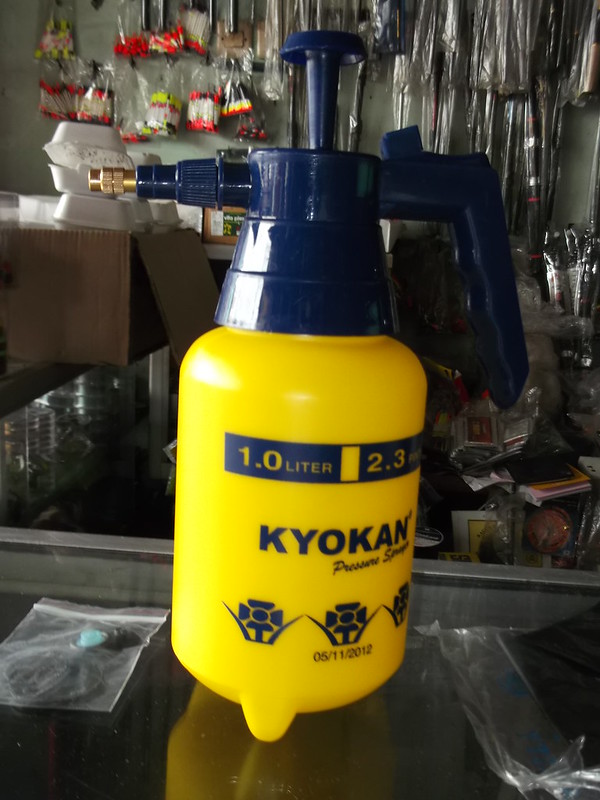 1.0 LITER 2.3
KYOKAN®
Pressure Sprayer
05/11/2012